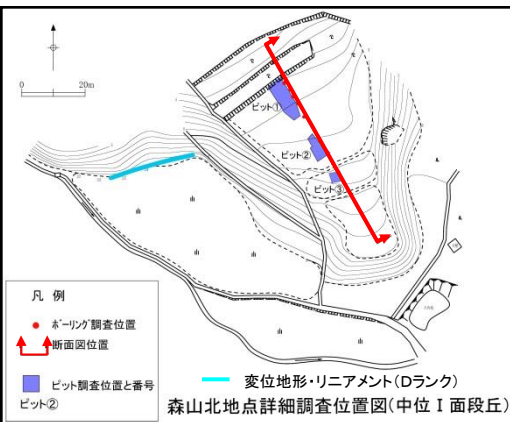 0 20m
ピット①
ピット②
ピット③
凡 例
ボーリング調査位置
断面図位置
ピット調査位置と番号
ピット②
変位地形・リニアメント(Dランク)
森山北地点詳細調査位置図(中位Ⅰ面段丘)